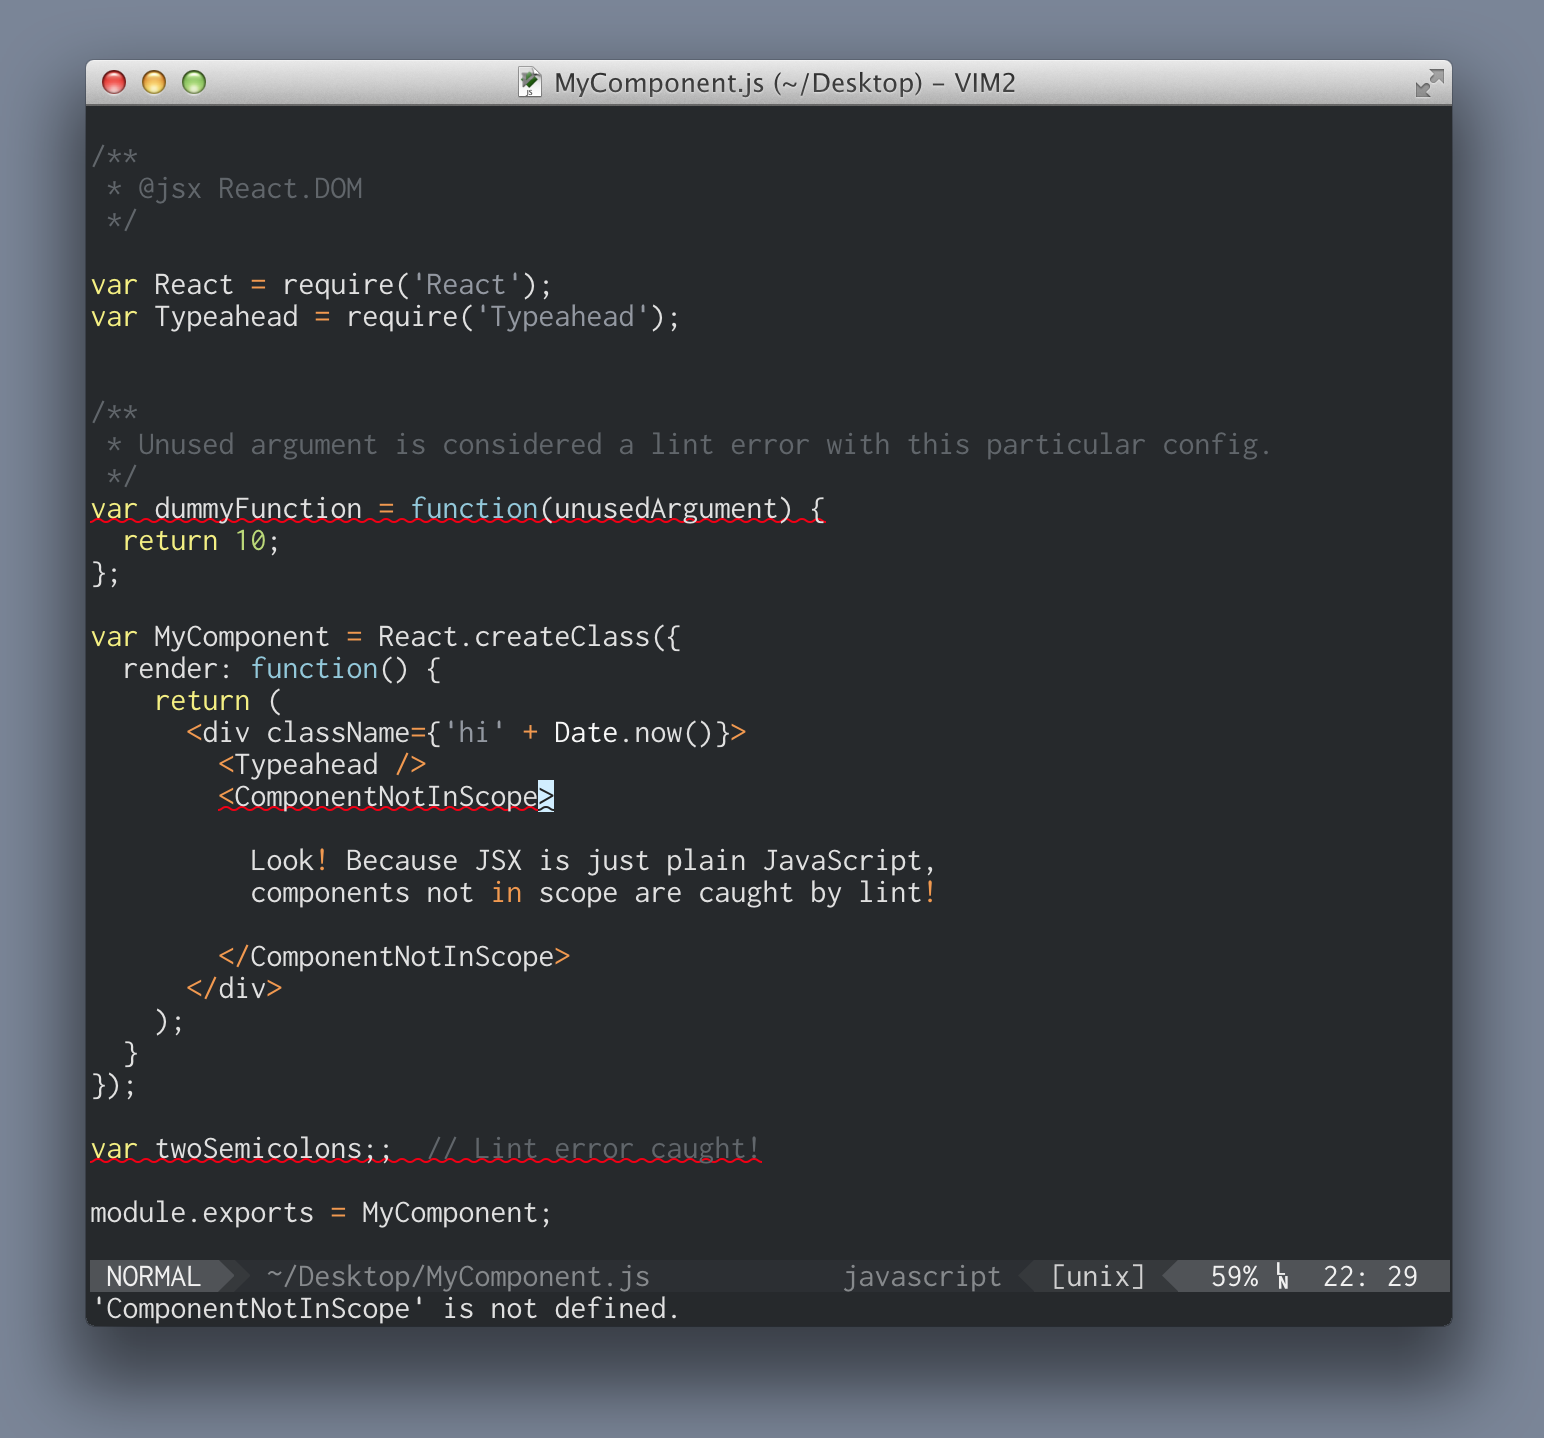 MyComponent.js (~/Desktop) – VIM2
/**
 * @jsx React.DOM
 */
var React = require('React');
var Typeahead = require('Typeahead');
/**
 * Unused argument is considered a lint error with this particular config.
 */
var dummyFunction = function(unusedArgument) {
  return 10;
};
var MyComponent = React.createClass({
  render: function() {
    return (
      <div className={'hi' + Date.now()}>
        <Typeahead />
        <ComponentNotInScope>
          Look! Because JSX is just plain JavaScript,
          components not in scope are caught by lint!
        </ComponentNotInScope>
      </div>
    );
  }
});
var twoSemicolons;;  // Lint error caught!
module.exports = MyComponent;
NORMAL ~/Desktop/MyComponent.js javascript [unix] 59% LN 22: 29
'ComponentNotInScope' is not defined.